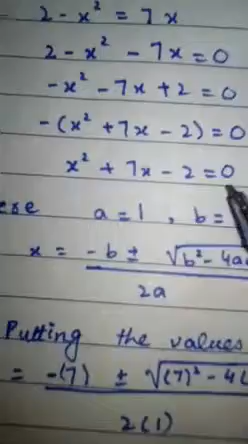 2 - x² = 7x
2 - x² - 7x = 0
-x² - 7x + 2 = 0
-(x² + 7x - 2) = 0
x² + 7x - 2 = 0
ere a = 1 , b =
x = -b ± √b² - 4a
2a
Putting the values
= -(7) ± √(7)² - 4(
2(1)